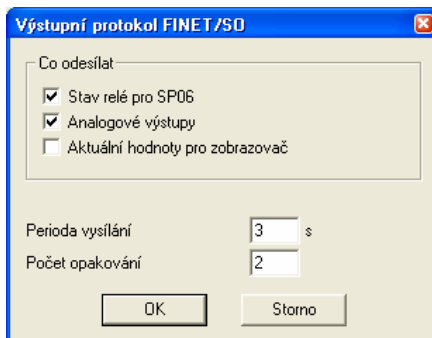 Výstupní protokol FINET/SO
Co odesílat
Stav relé pro SP06
Analogové výstupy
Aktuální hodnoty pro zobrazovač
Perioda vysílání 3 s
Počet opakování 2
OK Storno